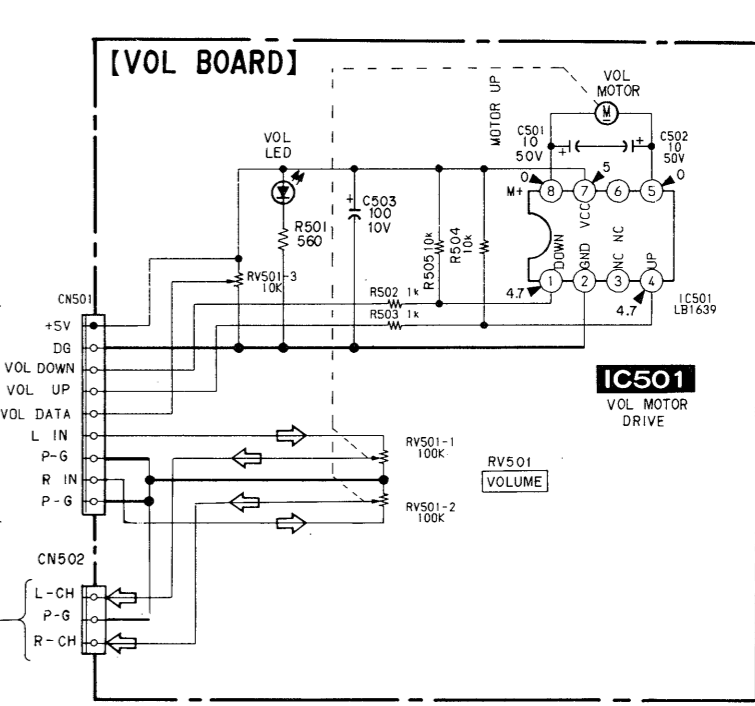 【VOL BOARD】
MOTOR UP
VOL
MOTOR
M
C501
10
50V
+
+
C502
10
50V
VOL
LED
0
5
0
M+
8
7
6
5
VCC
+
C503
100
10V
R501
560
R505 10k
R504
10k
DOWN
GND
NC
NC
UP
1
2
3
4
4.7
4.7
IC501
LB1639
RV501-3
10K
R502 1k
R503 1k
CN501
+5V
DG
VOL DOWN
VOL UP
VOL DATA
L IN
P-G
R IN
P-G
IC501
VOL MOTOR
DRIVE
RV501-1
100K
RV501
VOLUME
RV501-2
100K
CN502
L-CH
P-G
R-CH